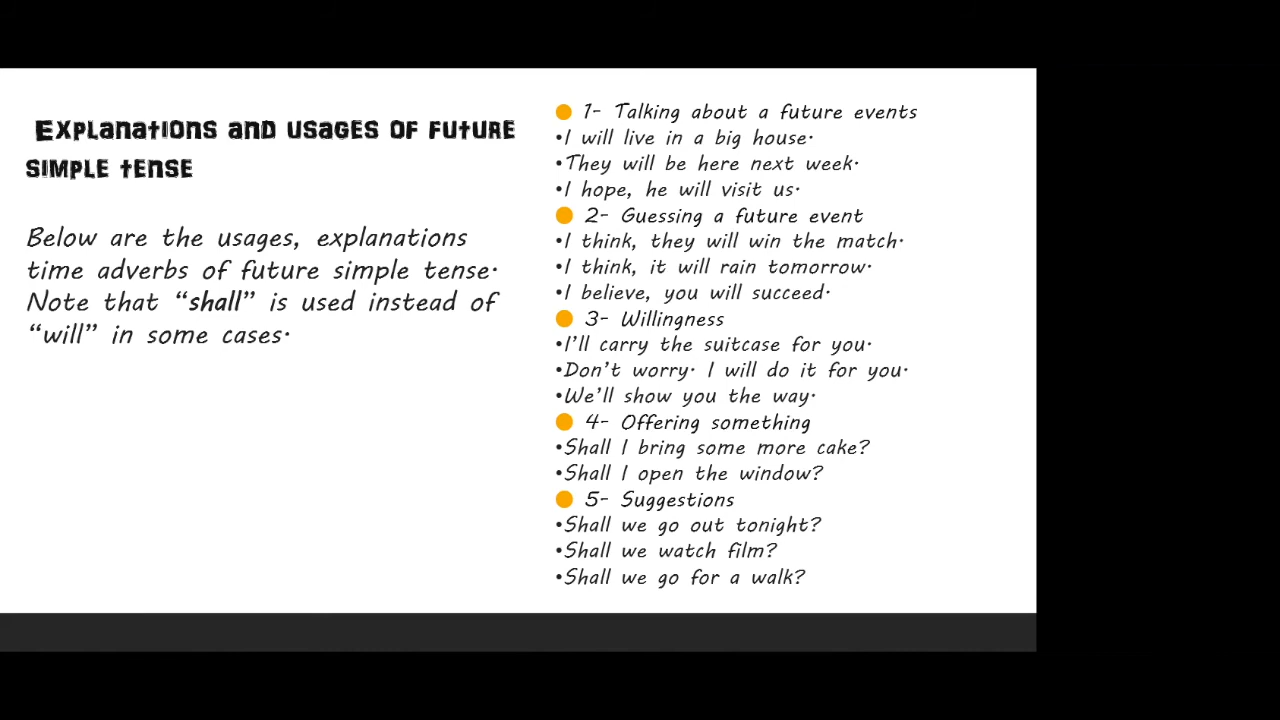 Explanations and usages of future
simple tense
Below are the usages, explanations
time adverbs of future simple tense.
Note that “shall” is used instead of
“will” in some cases.
1- Talking about a future events
•I will live in a big house.
•They will be here next week.
•I hope, he will visit us.
2- Guessing a future event
•I think, they will win the match.
•I think, it will rain tomorrow.
•I believe, you will succeed.
3- Willingness
•I’ll carry the suitcase for you.
•Don’t worry. I will do it for you.
•We’ll show you the way.
4- Offering something
•Shall I bring some more cake?
•Shall I open the window?
5- Suggestions
•Shall we go out tonight?
•Shall we watch film?
•Shall we go for a walk?